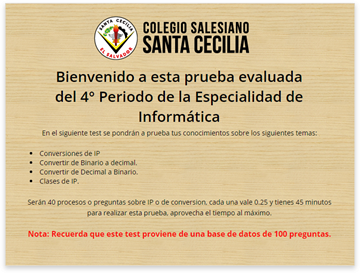 SANTA CECILIA
EL SALVADOR
COLEGIO SALESIANO
SANTA CECILIA
Bienvenido a esta prueba evaluada
del 4° Periodo de la Especialidad de
Informática
En el siguiente test se pondrán a prueba tus conocimientos sobre los siguientes temas:
Conversiones de IP
Convertir de Binario a decimal.
Convertir de Decimal a Binario.
Clases de IP.
Serán 40 procesos o preguntas sobre IP o de conversion, cada una vale 0.25 y tienes 45 minutos
para realizar esta prueba, aprovecha el tiempo al máximo.
Nota: Recuerda que este test proviene de una base de datos de 100 preguntas.